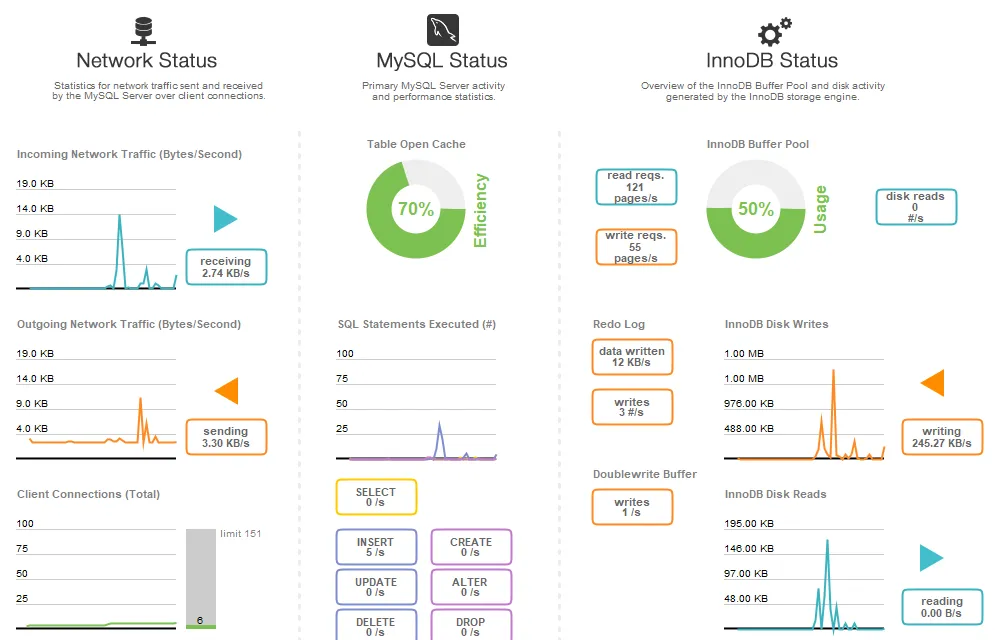 Network Status
Statistics for network traffic sent and received
by the MySQL Server over client connections.
Incoming Network Traffic (Bytes/Second)
19.0 KB
14.0 KB
9.0 KB
4.0 KB
receiving
2.74 KB/s
Outgoing Network Traffic (Bytes/Second)
19.0 KB
14.0 KB
9.0 KB
4.0 KB
sending
3.30 KB/s
Client Connections (Total)
100
75
50
25
limit 151
6
MySQL Status
Primary MySQL Server activity
and performance statistics.
Table Open Cache
70%
Efficiency
SQL Statements Executed (#)
100
75
50
25
SELECT
0 /s
INSERT
5 /s
CREATE
0 /s
UPDATE
0 /s
ALTER
0 /s
DELETE
0 /s
DROP
0 /s
InnoDB Status
Overview of the InnoDB Buffer Pool and disk activity
generated by the InnoDB storage engine.
InnoDB Buffer Pool
read reqs.
121
pages/s
write reqs.
55
pages/s
50%
Usage
disk reads
0
#/s
Redo Log
data written
12 KB/s
writes
3 #/s
Doublewrite Buffer
writes
1 /s
InnoDB Disk Writes
1.00 MB
1.00 MB
976.00 KB
488.00 KB
writing
245.27 KB/s
InnoDB Disk Reads
195.00 KB
146.00 KB
97.00 KB
48.00 KB
reading
0.00 B/s